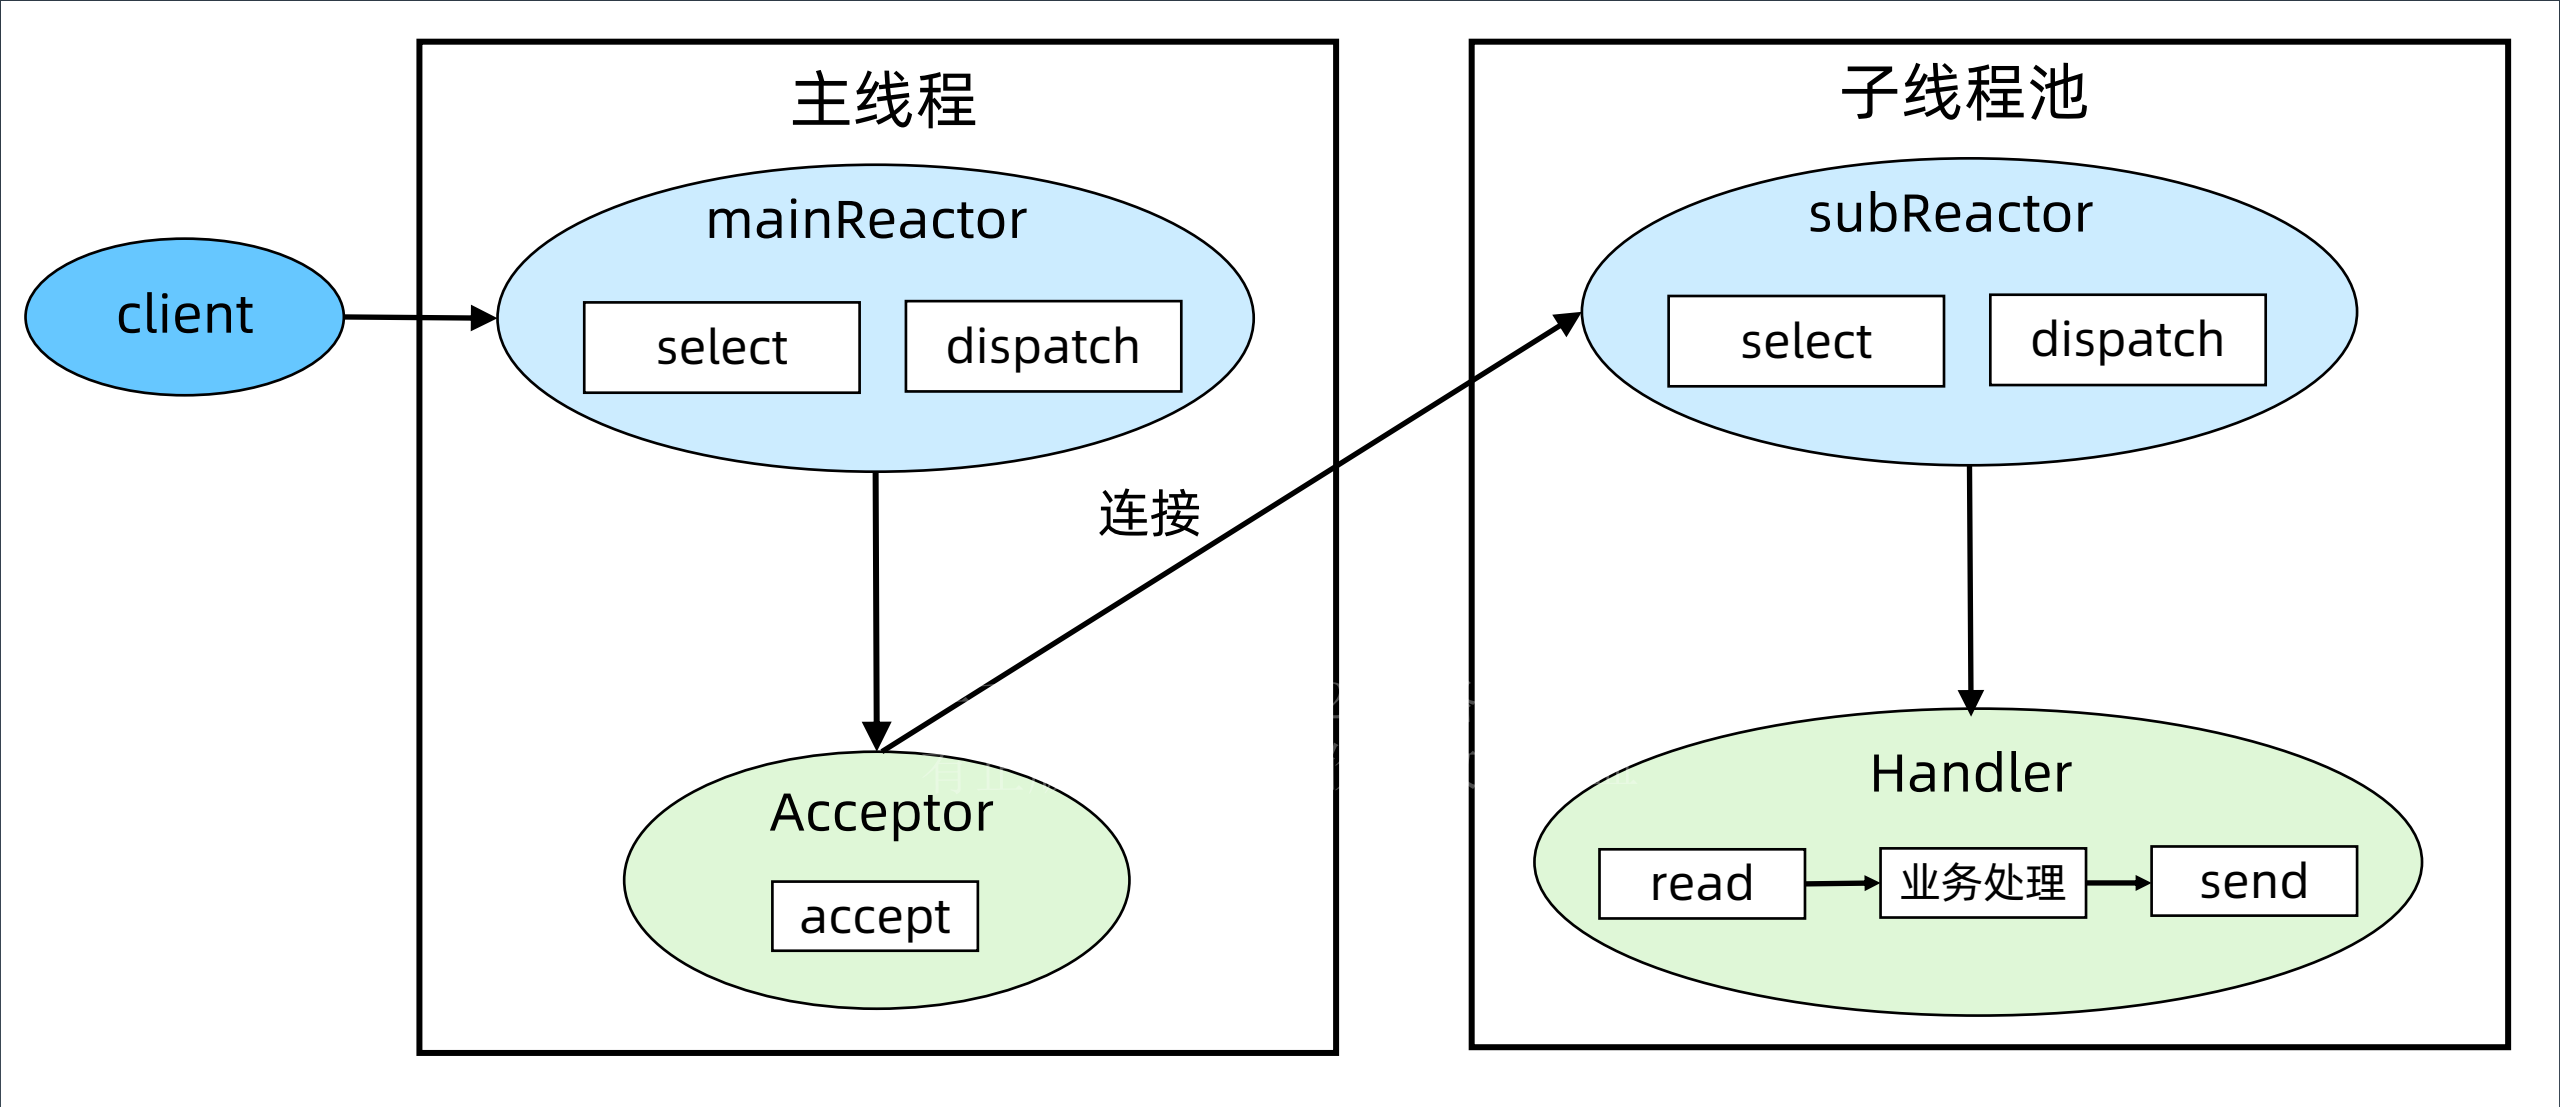 主线程
子线程池
mainReactor
subReactor
client
select
dispatch
select
dispatch
连接
Acceptor
accept
Handler
read
业务处理
send